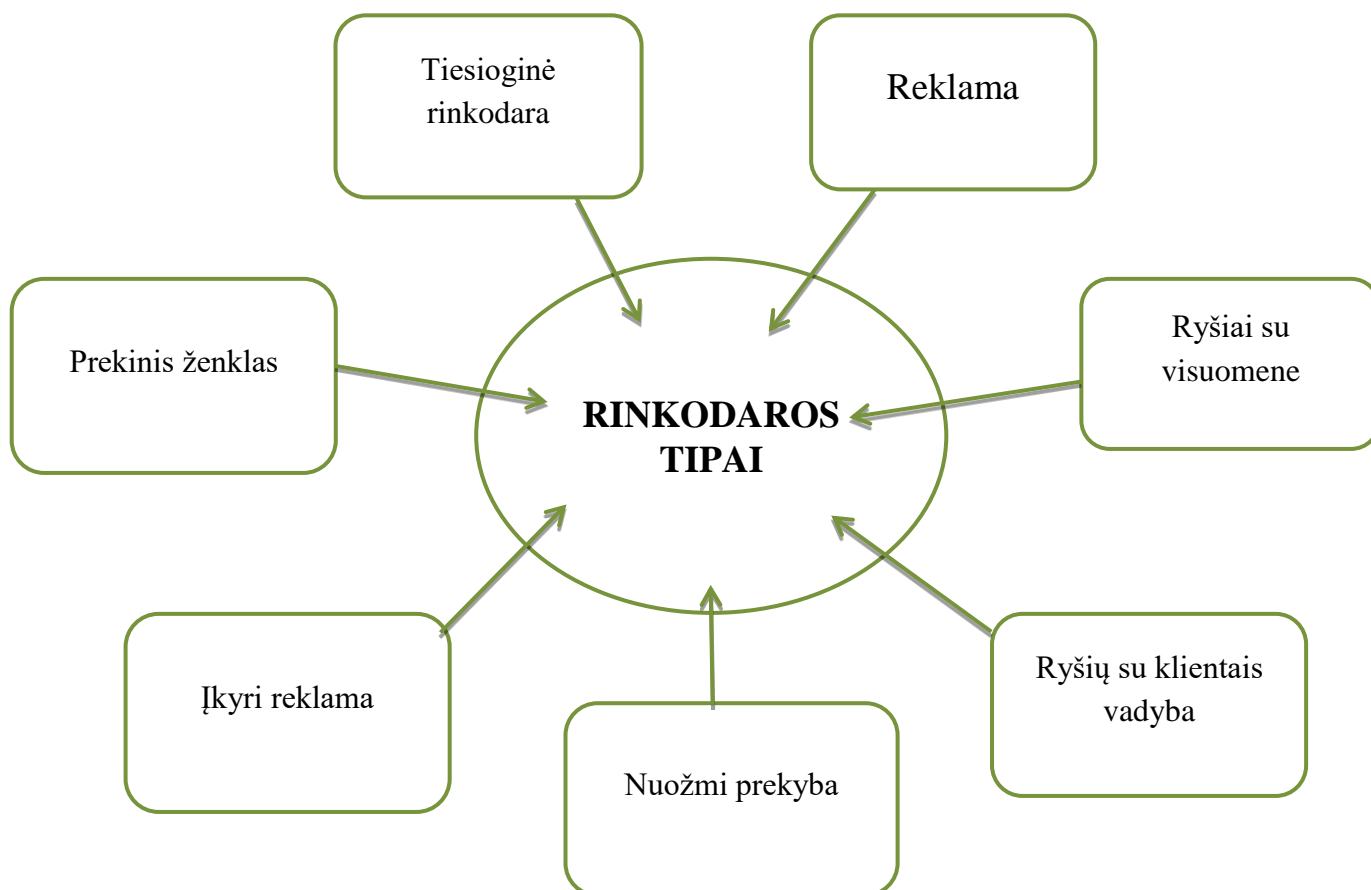 Tiesioginė
rinkodara
Reklama
Prekinis ženklas
Ryšiai su
visuomene
RINKODAROS
TIPAI
Įkyri reklama
Nuožmi prekyba
Ryšių su klientais
vadyba